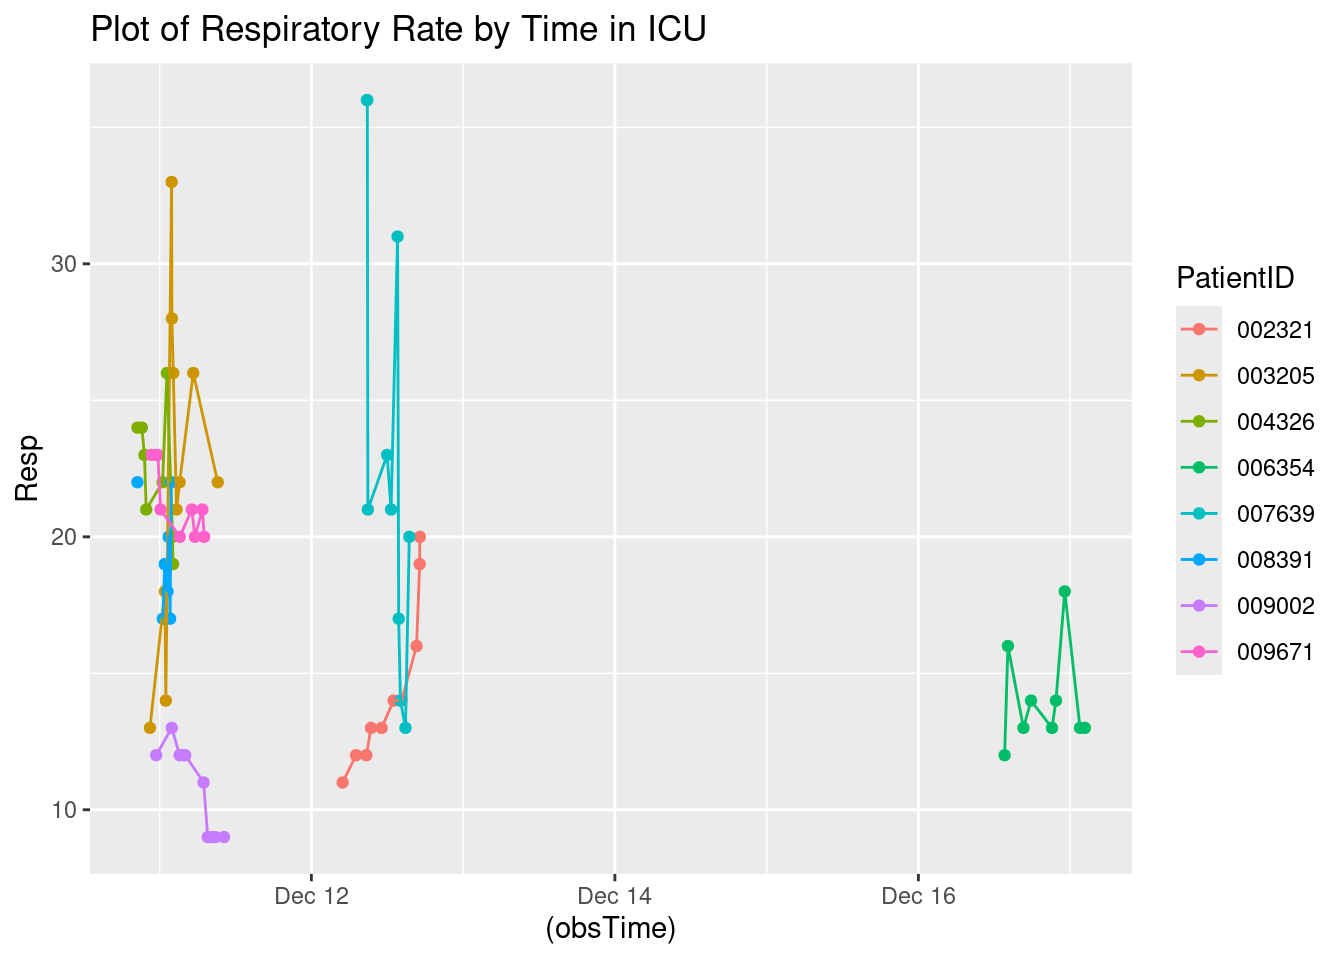 Plot of Respiratory Rate by Time in ICU
Resp
30
20
10
Dec 12
Dec 14
Dec 16
(obsTime)
PatientID
002321
003205
004326
006354
007639
008391
009002
009671